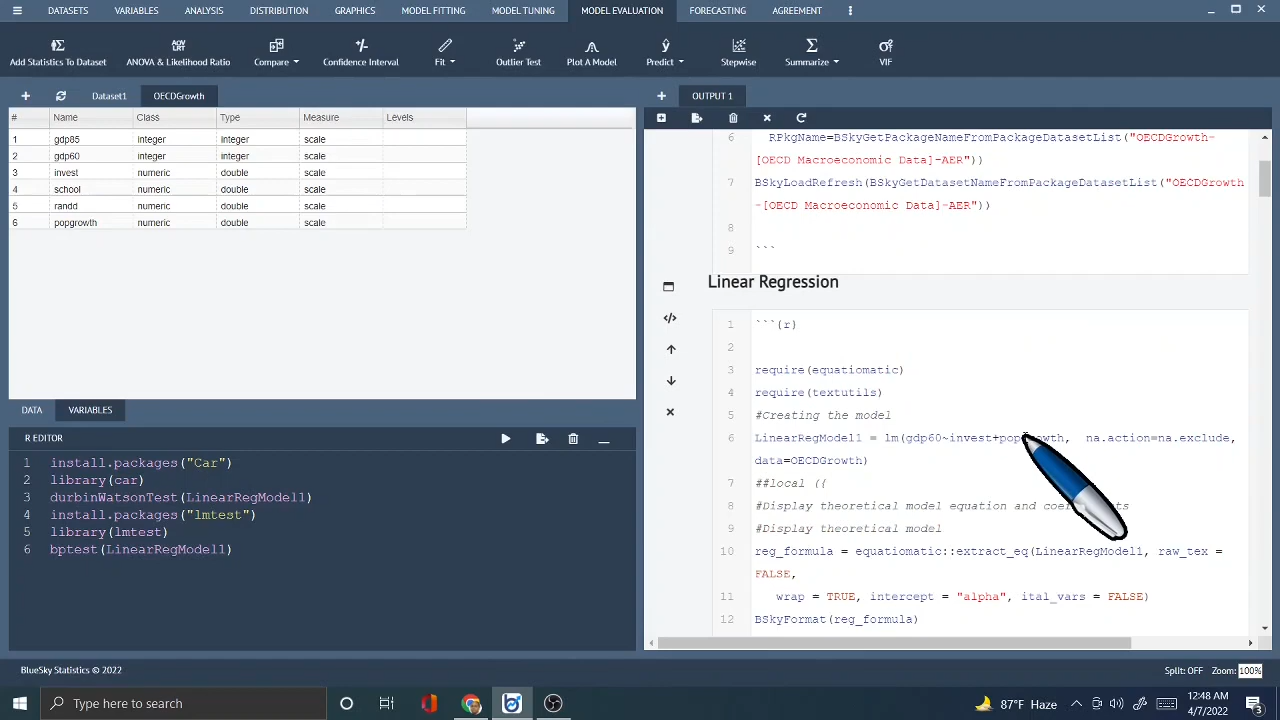 DATASETS VARIABLES ANALYSIS DISTRIBUTION GRAPHICS MODEL FITTING MODEL TUNING MODEL EVALUATION FORECASTING AGREEMENT
Add Statistics To Dataset ANOVA & Likelihood Ratio Compare Confidence Interval Fit Outlier Test Plot A Model Predict Stepwise Summarize VIF
Dataset1 OECDGrowth
# Name Class Type Measure Levels
1 gdp85 integer integer scale
2 gdp60 integer integer scale
3 invest numeric double scale
4 school numeric double scale
5 randd numeric double scale
6 popgrowth numeric double scale
DATA VARIABLES
R EDITOR
1 install.packages("Car")
2 library(car)
3 durbinWatsonTest(LinearRegModel1)
4 install.packages("lmtest")
5 library(lmtest)
6 bptest(LinearRegModel1)
OUTPUT 1
6 RPkgName=BSkyGetPackageNameFromPackageDatasetList("OECDGrowth-
[OECD Macroeconomic Data]-AER"))
7 BSkyLoadRefresh(BSkyGetDatasetNameFromPackageDatasetList("OECDGrowth
-[OECD Macroeconomic Data]-AER"))
8
9 ```
Linear Regression
1 ```{r}
2
3 require(equatiomatic)
4 require(textutils)
5 #Creating the model
6 LinearRegModel1 = lm(gdp60~invest+popgrowth, na.action=na.exclude,
data=OECDGrowth)
7 ##local ({
8 #Display theoretical model equation and coefficients
9 #Display theoretical model
10 reg_formula = equatiomatic::extract_eq(LinearRegModel1, raw_tex =
FALSE,
11 wrap = TRUE, intercept = "alpha", ital_vars = FALSE)
12 BSkyFormat(reg_formula)
BlueSky Statistics © 2022
Split: OFF Zoom: 100%
Type here to search
87°F Haze
12:48 AM
4/7/2022
3